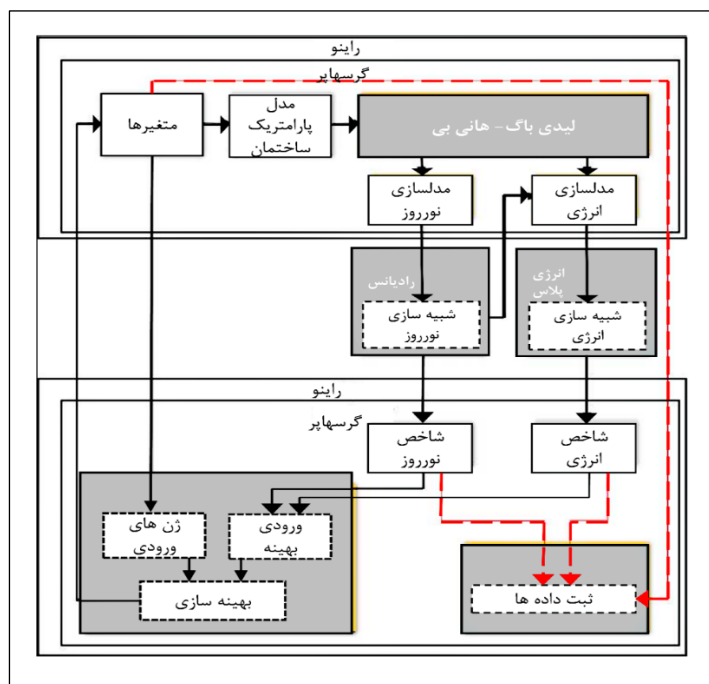 راینو
گرسهاپر
متغیرها
مدل
پارامتریک
ساختمان
لیدی باگ - هانی بی
مدلسازی
نورروز
مدلسازی
انرژی
رادیانس
شبیه سازی
نورروز
انرژی
پلاس
شبیه سازی
انرژی
راینو
گرسهاپر
شاخص
نورروز
شاخص
انرژی
ژن های
ورودی
ورودی
بهینه
بهینه سازی
ثبت داده ها